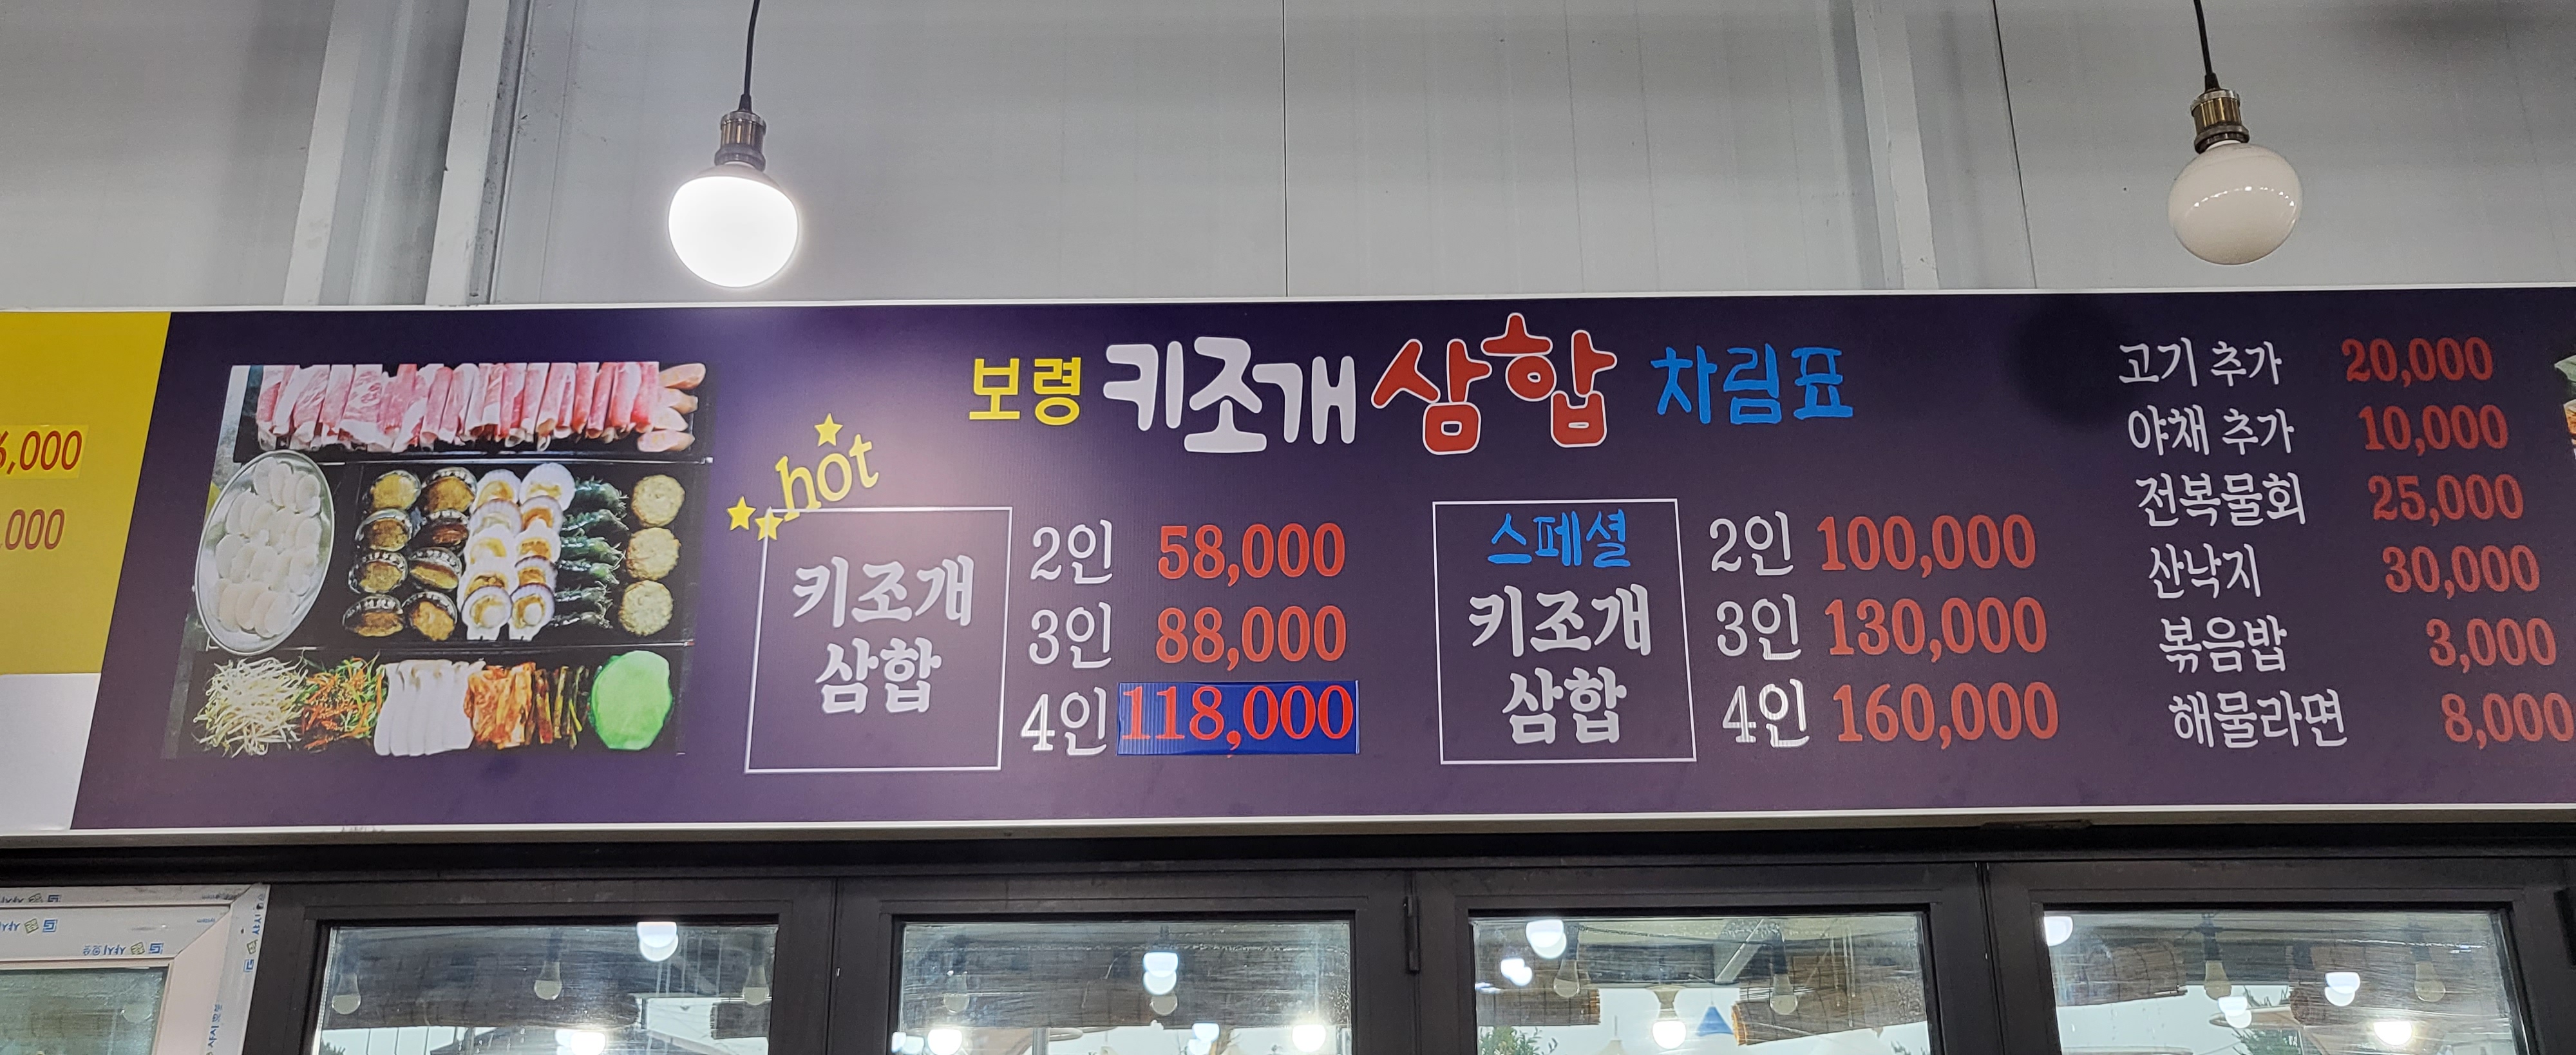 ,000
,000
보령 키조개 삼합 차림표
hot
키조개
삼합
2인 58,000
3인 88,000
4인 118,000
스페셜
키조개
삼합
2인 100,000
3인 130,000
4인 160,000
고기 추가 20,000
야채 추가 10,000
전복물회 25,000
산낙지 30,000
볶음밥 3,000
해물라면 8,000